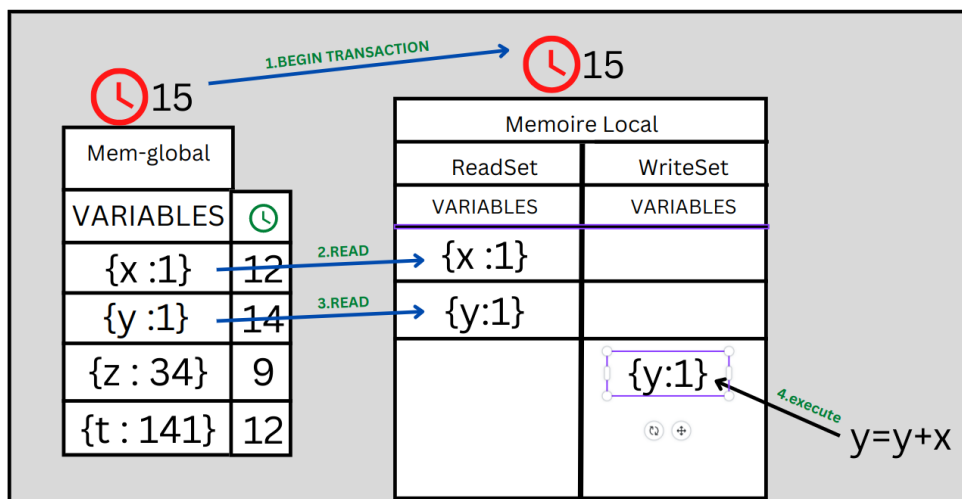 1.BEGIN TRANSACTION
15
15
Mem-global
VARIABLES
{x :1} 12
{y :1} 14
{z : 34} 9
{t : 141} 12
2.READ
3.READ
Memoire Local
ReadSet WriteSet
VARIABLES VARIABLES
{x :1}
{y:1}
{y:1}
4.execute
y=y+x